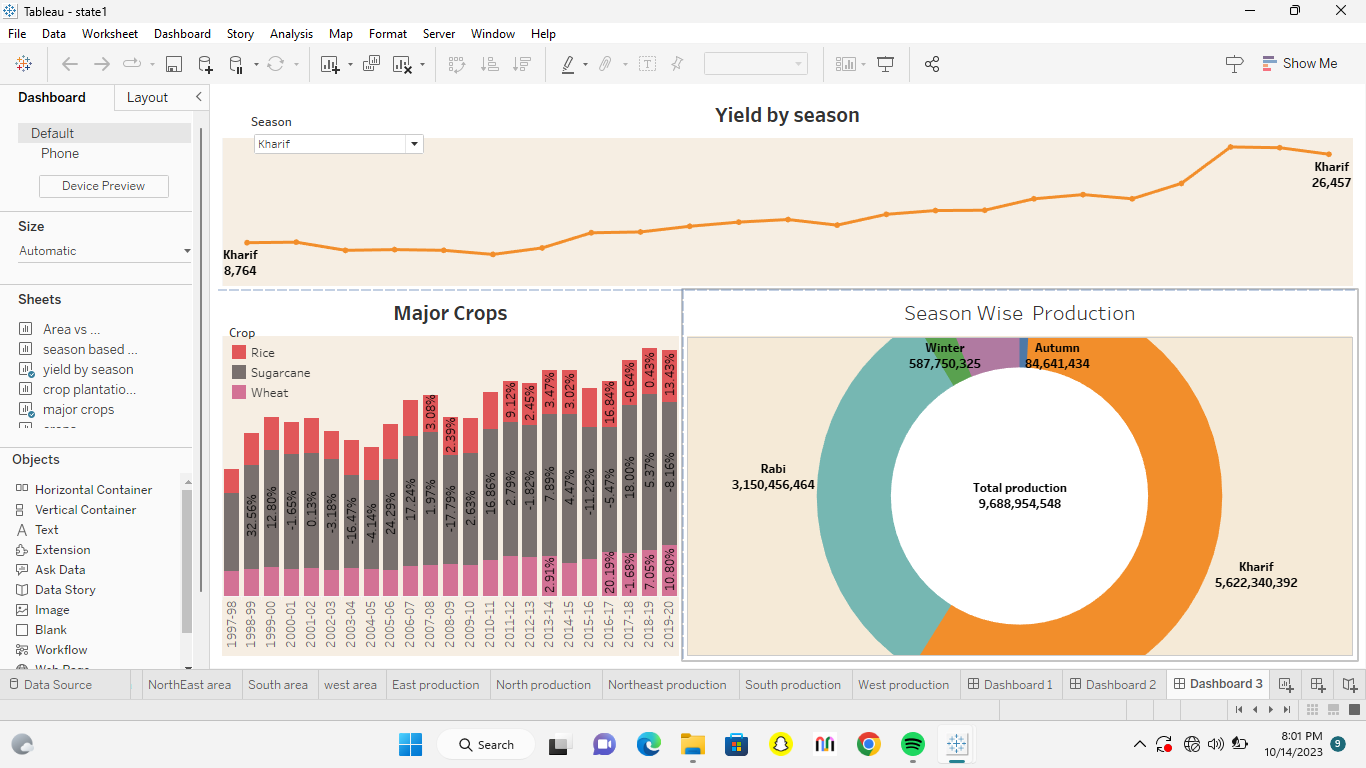 Tableau - state1
File Data Worksheet Dashboard Story Analysis Map Format Server Window Help
Show Me
Dashboard Layout
Default
Phone
Device Preview
Size
Automatic
Sheets
Area vs ...
season based ...
yield by season
crop plantatio...
major crops
Objects
Horizontal Container
Vertical Container
Text
Extension
Ask Data
Data Story
Image
Blank
Workflow
Web Page
Yield by season
Season
Kharif
Kharif
8,764
Kharif
26,457
Major Crops
Crop
Rice
Sugarcane
Wheat
3.08%
2.39%
9.12%
2.45%
3.47%
3.02%
16.84%
-0.64%
0.43%
13.43%
32.56%
12.80%
-1.65%
0.13%
-3.18%
-16.47%
-4.14%
24.29%
17.24%
1.97%
-17.79%
2.63%
16.86%
2.79%
-1.82%
7.89%
4.47%
-11.22%
-5.47%
18.00%
5.37%
-8.16%
2.91%
20.19%
-1.68%
7.05%
10.80%
1997-98
1998-99
1999-00
2000-01
2001-02
2002-03
2003-04
2004-05
2005-06
2006-07
2007-08
2008-09
2009-10
2010-11
2011-12
2012-13
2013-14
2014-15
2015-16
2016-17
2017-18
2018-19
2019-20
Season Wise Production
Winter
587,750,325
Autumn
84,641,434
Rabi
3,150,456,464
Total production
9,688,954,548
Kharif
5,622,340,392
Data Source NorthEast area South area west area East production North production Northeast production South production West production Dashboard 1 Dashboard 2 Dashboard 3
Search
8:01 PM
10/14/2023
9